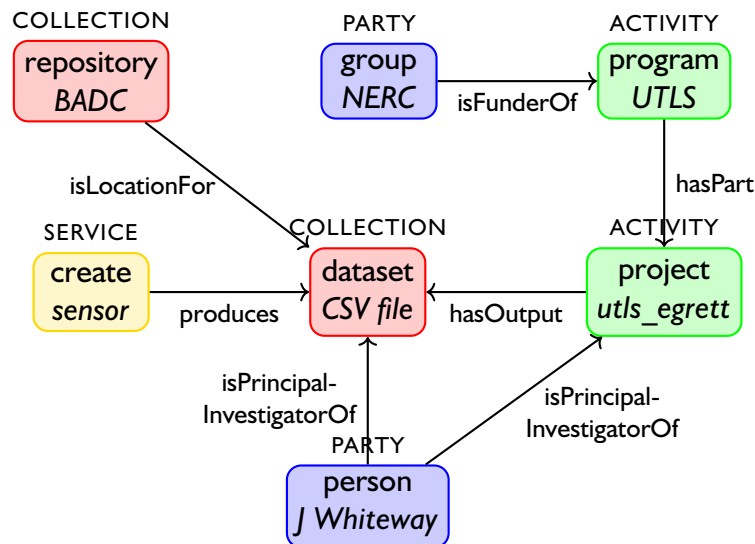 COLLECTION
repository
BADC
PARTY
group
NERC
isFunderOf
ACTIVITY
program
UTLS
isLocationFor
hasPart
SERVICE
create
sensor
produces
COLLECTION
dataset
CSV file
hasOutput
ACTIVITY
project
utls_egrett
isPrincipal-
InvestigatorOf
isPrincipal-
InvestigatorOf
PARTY
person
J Whiteway